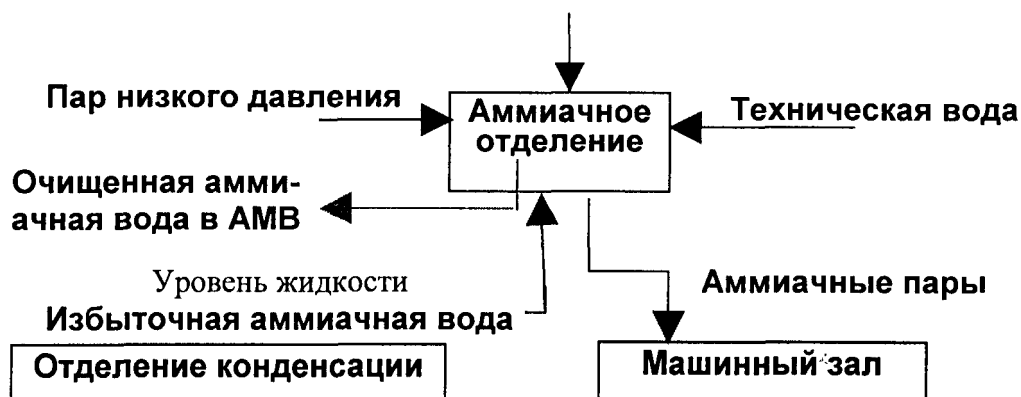 Пар низкого давления
Аммиачное
отделение
Техническая вода
Очищенная амми-
ачная вода в АМВ
Уровень жидкости
Избыточная аммиачная вода
Аммиачные пары
Отделение конденсации
Машинный зал